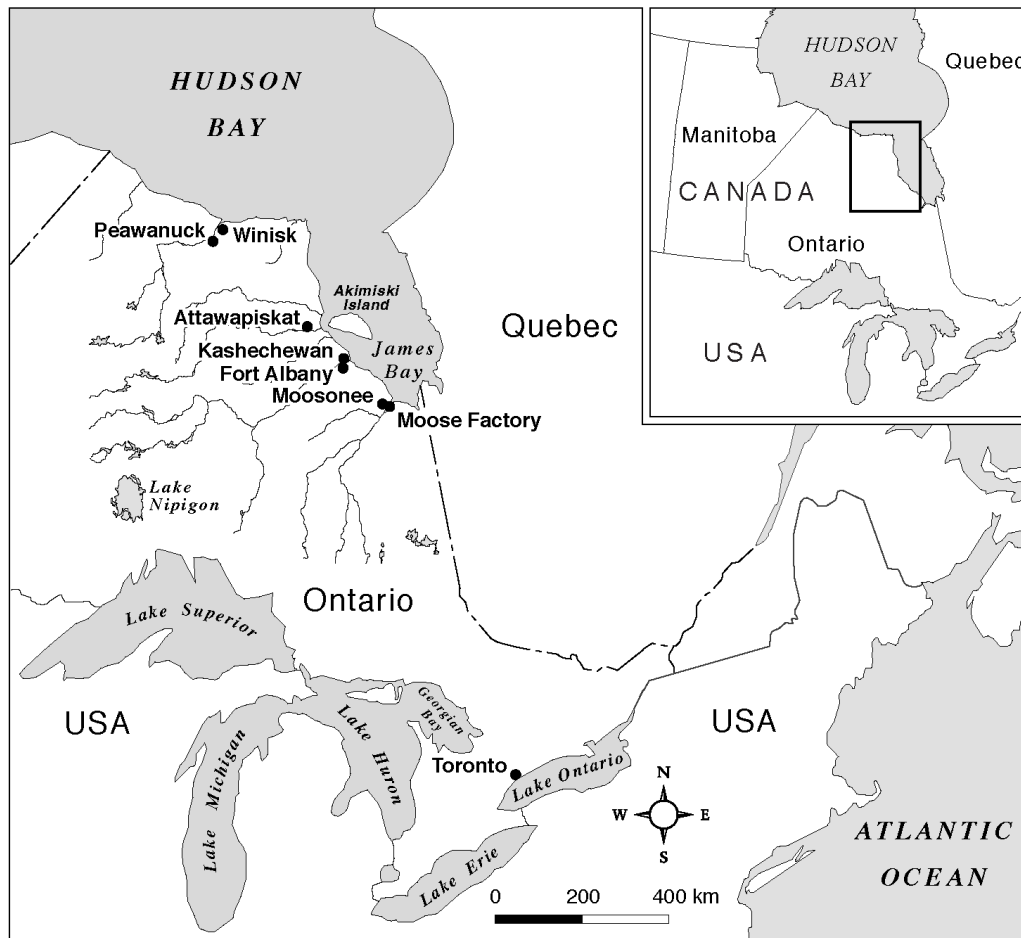 HUDSON
BAY
Peawanuck
Winisk
Akimiski
Island
Attawapiskat
Kashechewan
James
Bay
Fort Albany
Moosonee
Moose Factory
Quebec
Lake
Nipigon
Ontario
Lake Superior
USA
Lake Michigan
Lake Huron
Georgian
Bay
Toronto
Lake Ontario
Lake Erie
USA
N
W
E
S
ATLANTIC
OCEAN
0 200 400 km
HUDSON
BAY
Quebec
Manitoba
CANADA
Ontario
USA